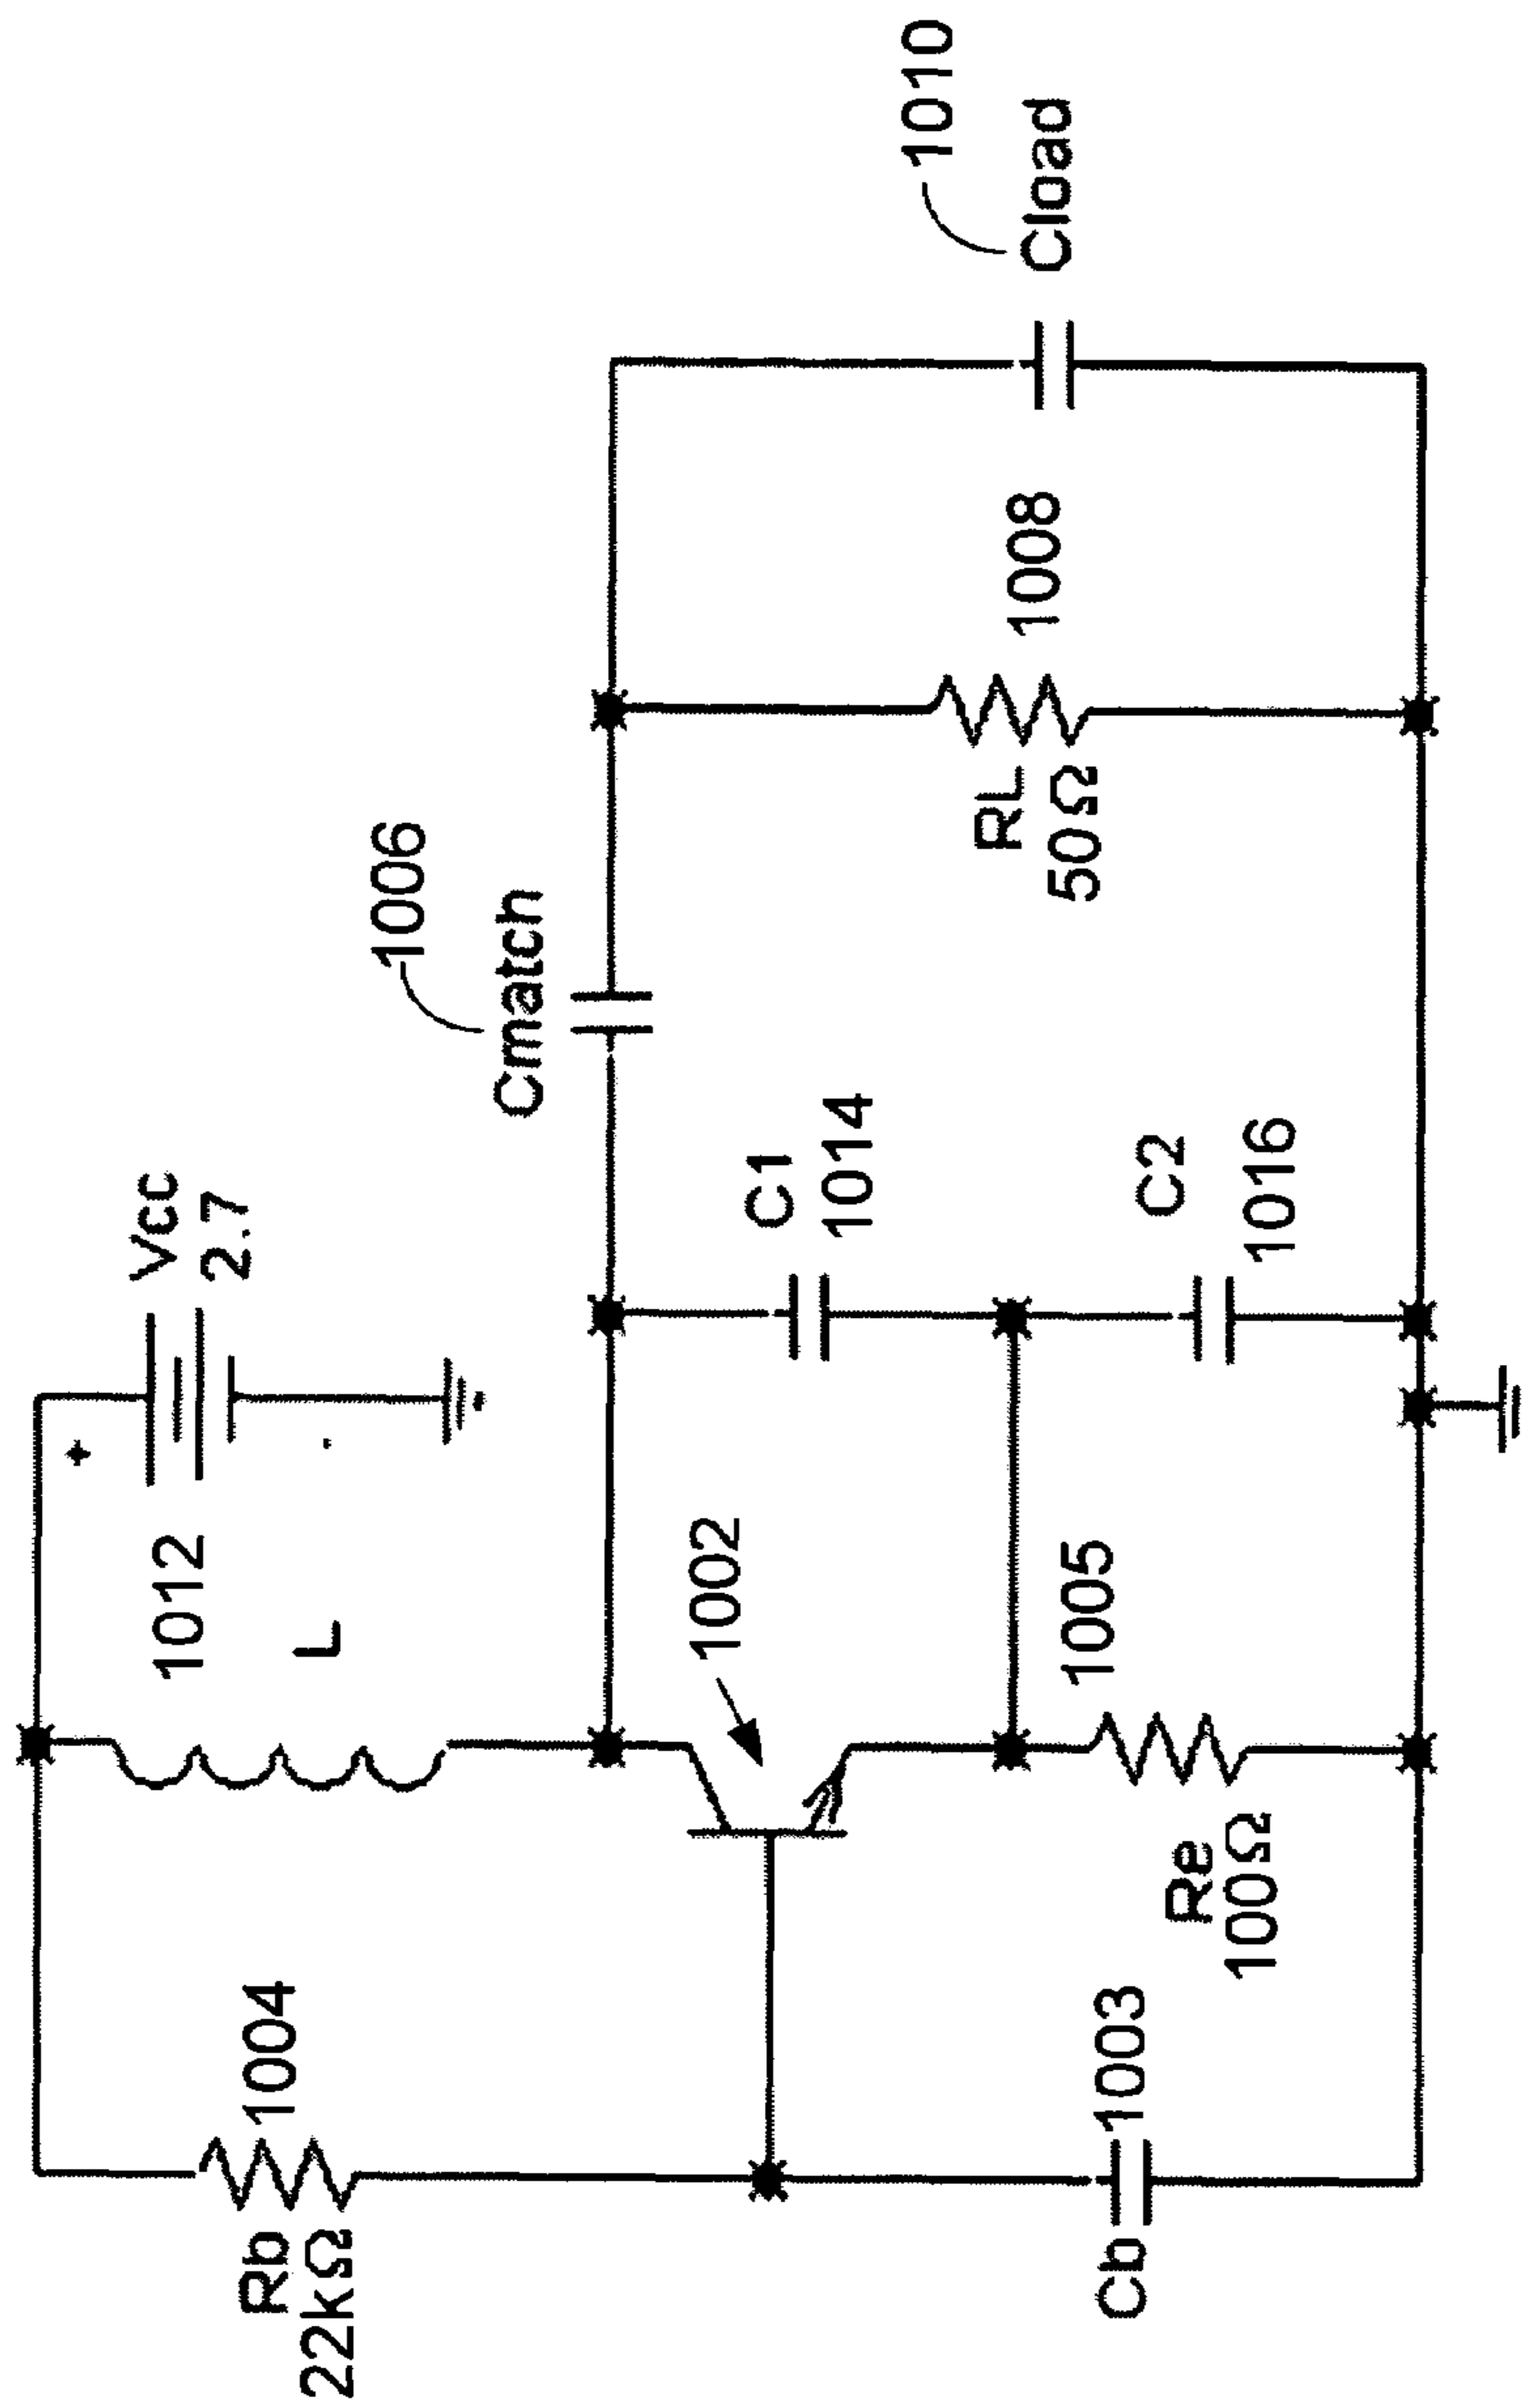 Rb
22kΩ
1004
L
1012
Vcc
2.7
+
-
1002
Cmatch
1006
C1
1014
C2
1016
RL
50Ω
1008
Cload
1010
Cb
1003
Re
100Ω
1005